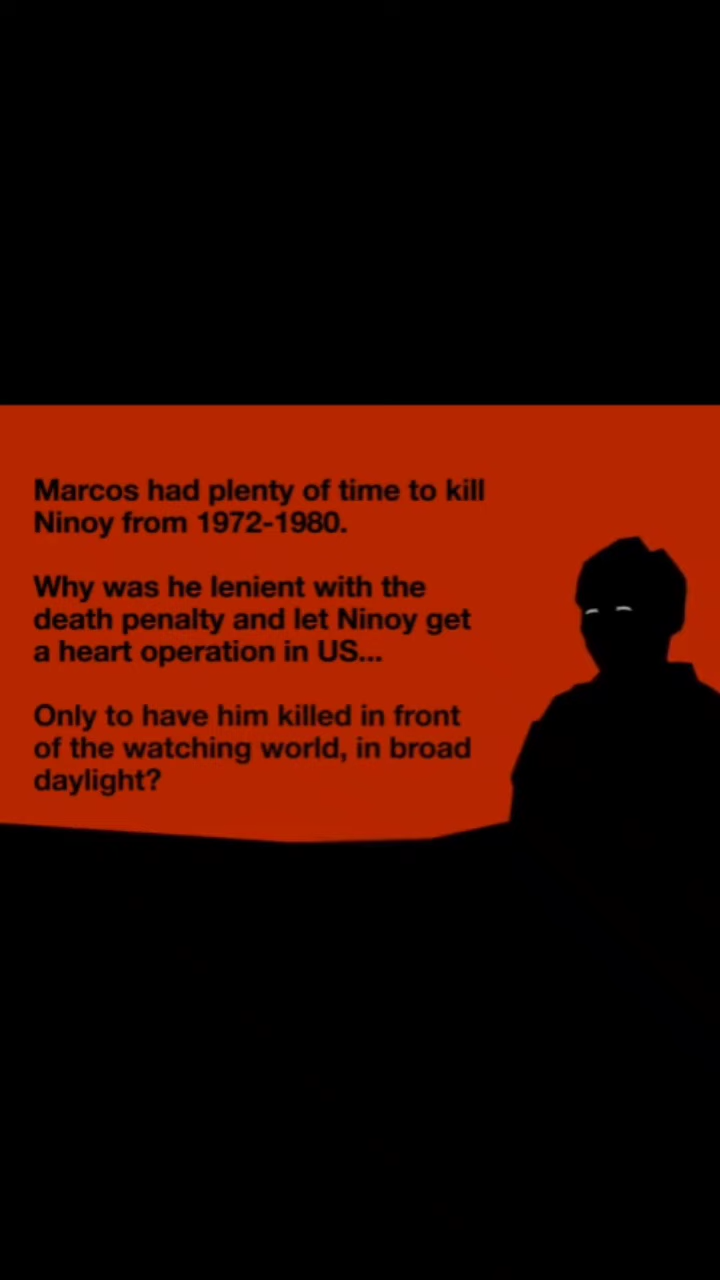 Marcos had plenty of time to kill
Ninoy from 1972-1980.
Why was he lenient with the
death penalty and let Ninoy get
a heart operation in US...
Only to have him killed in front
of the watching world, in broad
daylight?